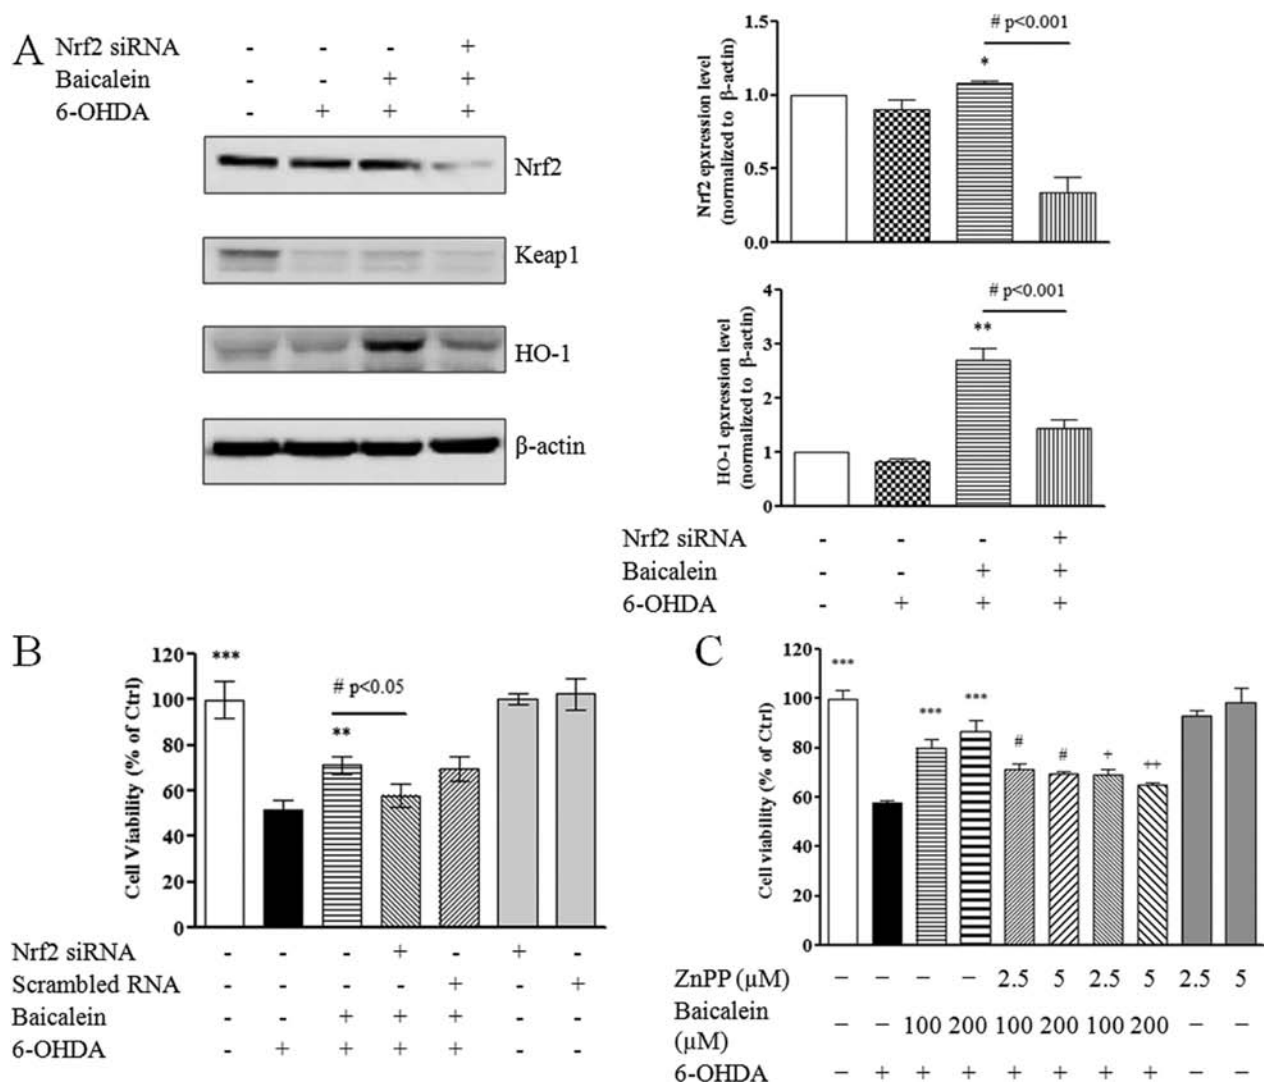 A
Nrf2 siRNA - - - +
Baicalein - - + +
6-OHDA - + + +
Nrf2
Keap1
HO-1
β-actin
Nrf2 epxression level
(normalized to β-actin)
1.5
1.0
0.5
0.0
# p<0.001
*
HO-1 epxression level
(normalized to β-actin)
4
3
2
1
0
# p<0.001
**
Nrf2 siRNA - - - +
Baicalein - - + +
6-OHDA - + + +
B
Cell Viability (% of Ctrl)
120
100
80
60
40
20
0
***
# p<0.05
**
Nrf2 siRNA - - - + - + -
Scrambled RNA - - - - + - +
Baicalein - - + + + - -
6-OHDA - + + + + - -
C
Cell viability (% of Ctrl)
120
100
80
60
40
20
0
*** *** *** # # + ++
ZnPP (μM) – – – – 2.5 5 2.5 5 2.5 5
Baicalein
(μM) – – 100 200 100 200 100 200 – –
6-OHDA – + + + + + + + – –